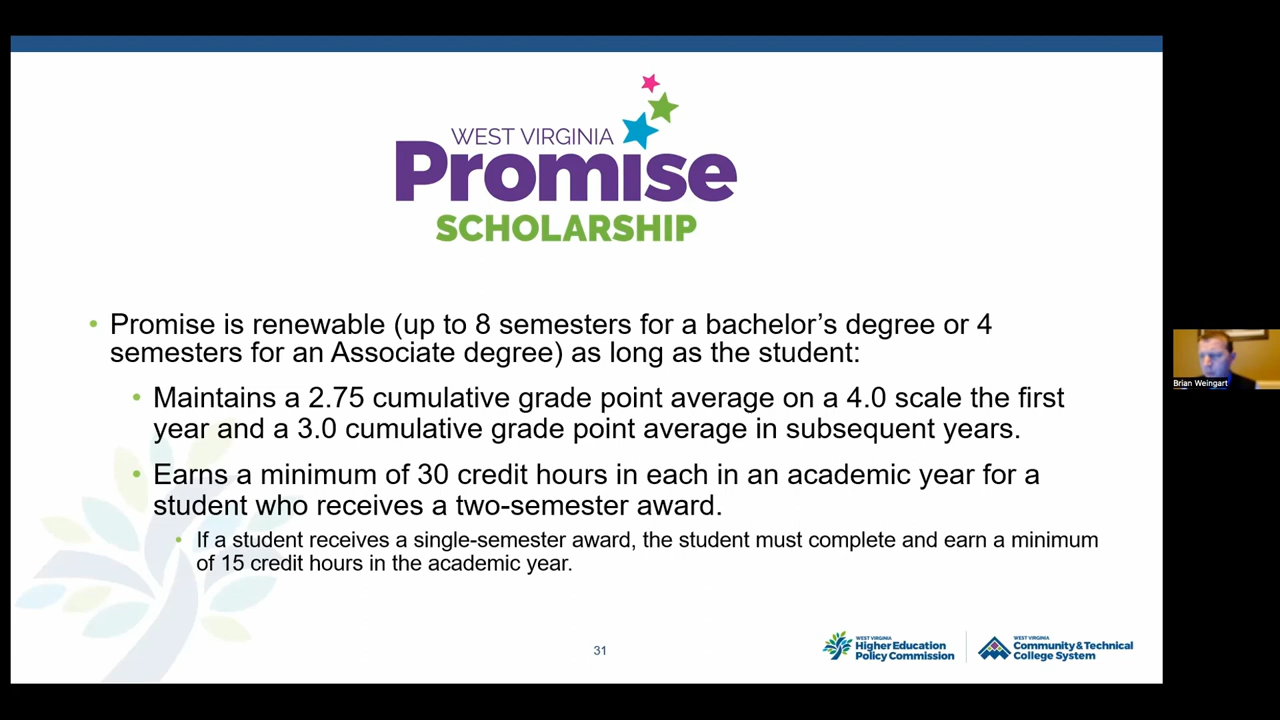 WEST VIRGINIA
Promise
SCHOLARSHIP
• Promise is renewable (up to 8 semesters for a bachelor’s degree or 4
semesters for an Associate degree) as long as the student:
• Maintains a 2.75 cumulative grade point average on a 4.0 scale the first
year and a 3.0 cumulative grade point average in subsequent years.
• Earns a minimum of 30 credit hours in each in an academic year for a
student who receives a two-semester award.
• If a student receives a single-semester award, the student must complete and earn a minimum
of 15 credit hours in the academic year.
31
WEST VIRGINIA
Higher Education
Policy Commission
WEST VIRGINIA
Community & Technical
College System
Brian Weingart